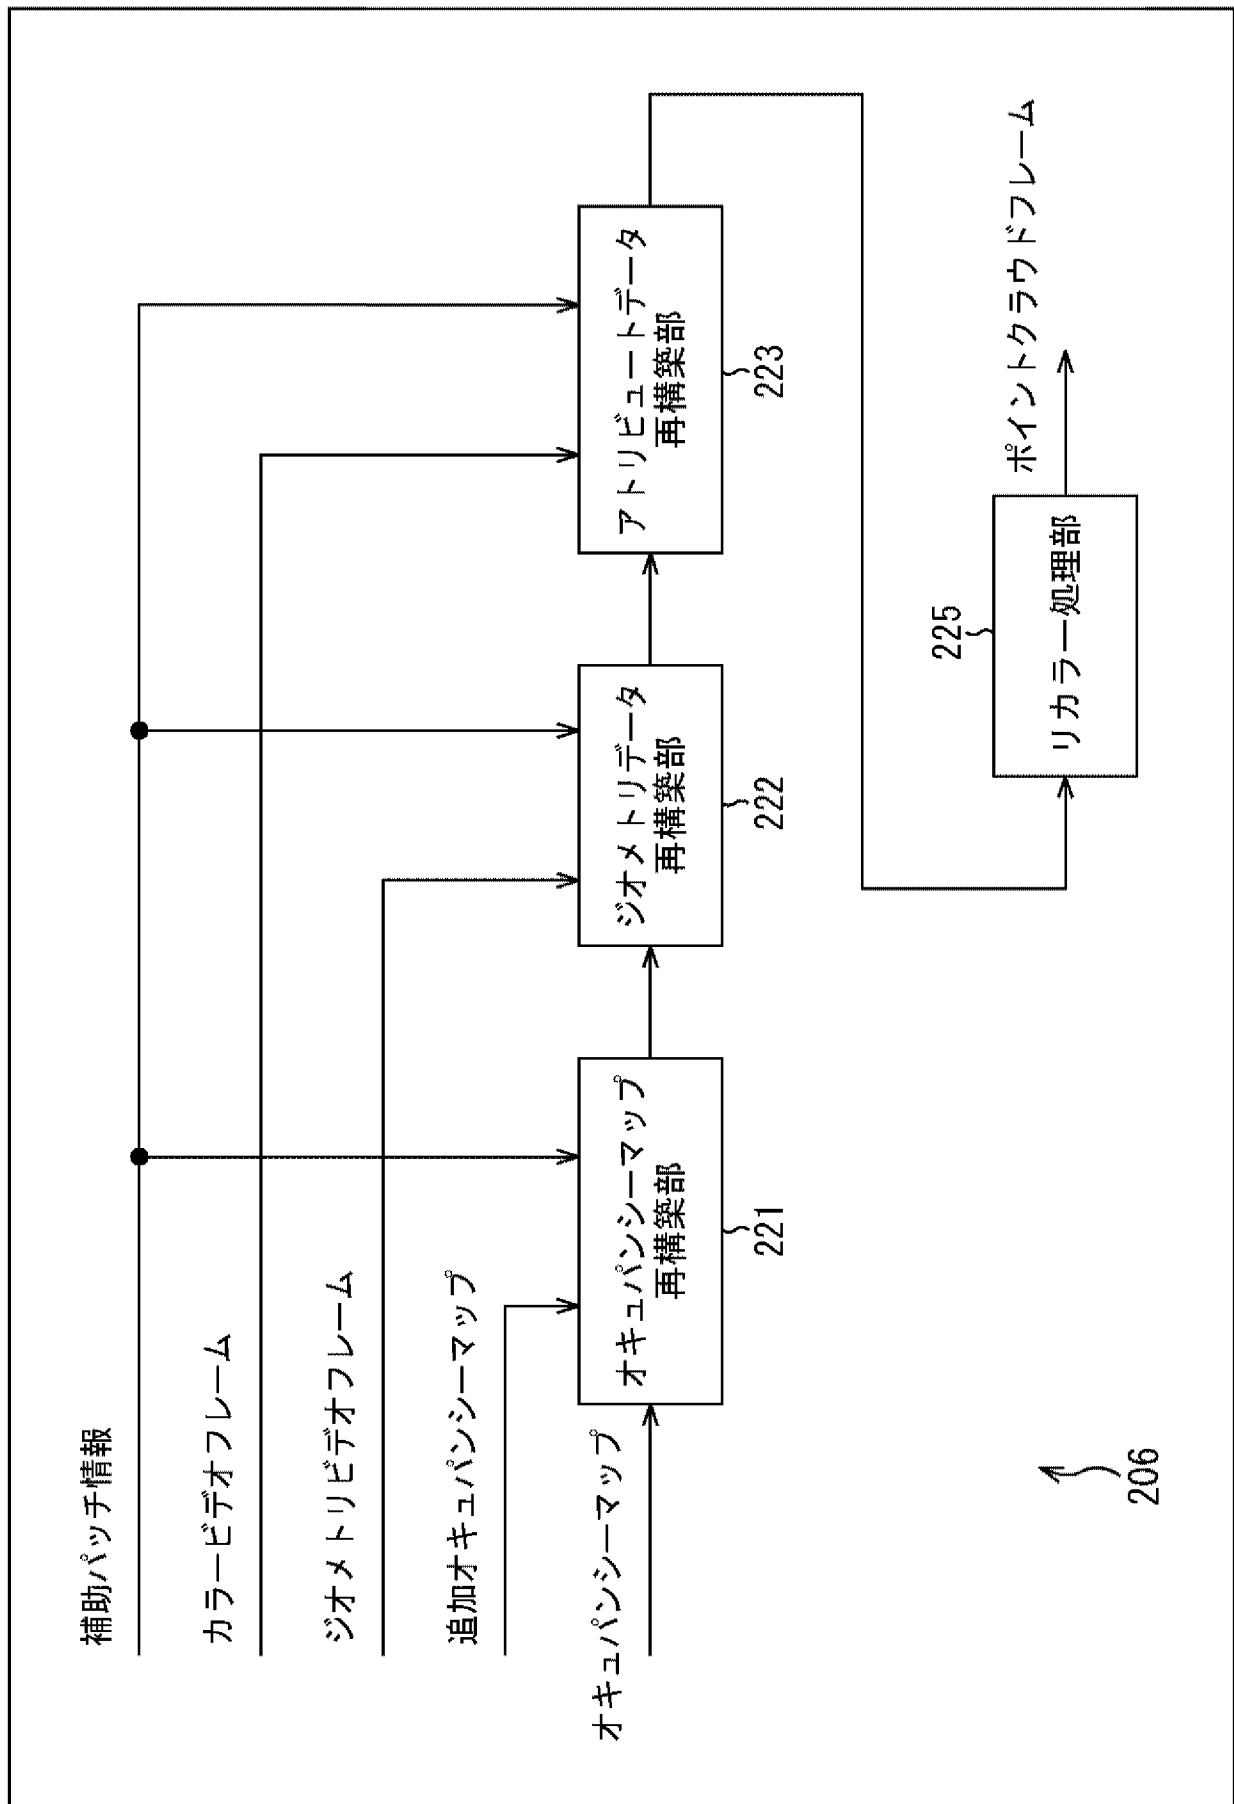 補助パッチ情報
カラービデオフレーム
ジオメトリビデオフレーム
追加オキュパンシーマップ
オキュパンシーマップ
オキュパンシーマップ
再構築部
221
ジオメトリデータ
再構築部
222
アトリビュートデータ
再構築部
223
225
リカラー処理部
ポイントクラウドフレーム
206